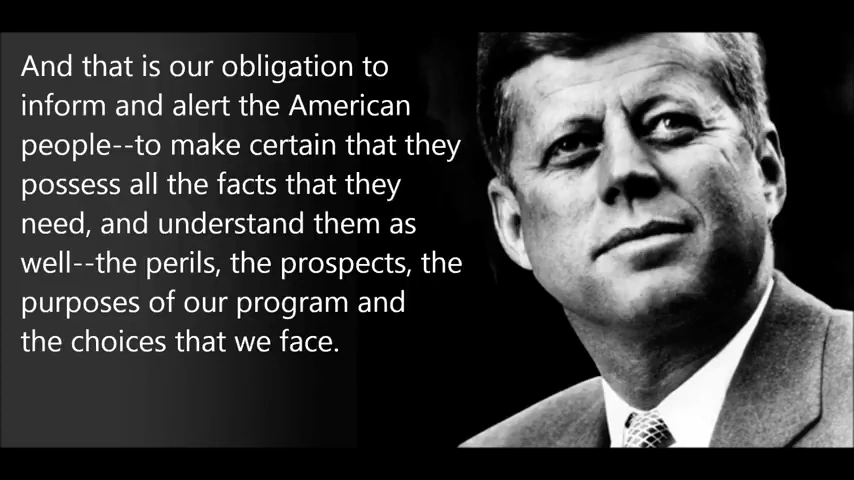 And that is our obligation to
inform and alert the American
people--to make certain that they
possess all the facts that they
need, and understand them as
well--the perils, the prospects, the
purposes of our program and
the choices that we face.